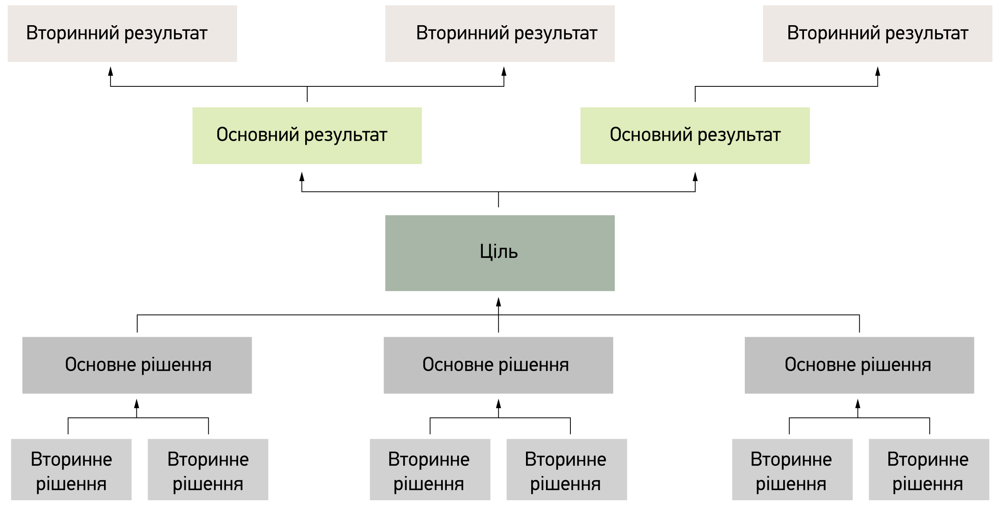 Вторинний результат
Вторинний результат
Вторинний результат
Основний результат
Основний результат
Ціль
Основне рішення
Основне рішення
Основне рішення
Вторинне
рішення
Вторинне
рішення
Вторинне
рішення
Вторинне
рішення
Вторинне
рішення
Вторинне
рішення